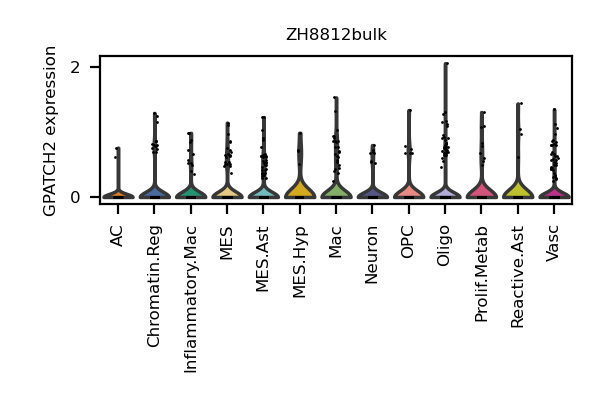 ZH8812bulk
GPATCH2 expression
2
0
AC
Chromatin.Reg
Inflammatory.Mac
MES
MES.Ast
MES.Hyp
Mac
Neuron
OPC
Oligo
Prolif.Metab
Reactive.Ast
Vasc